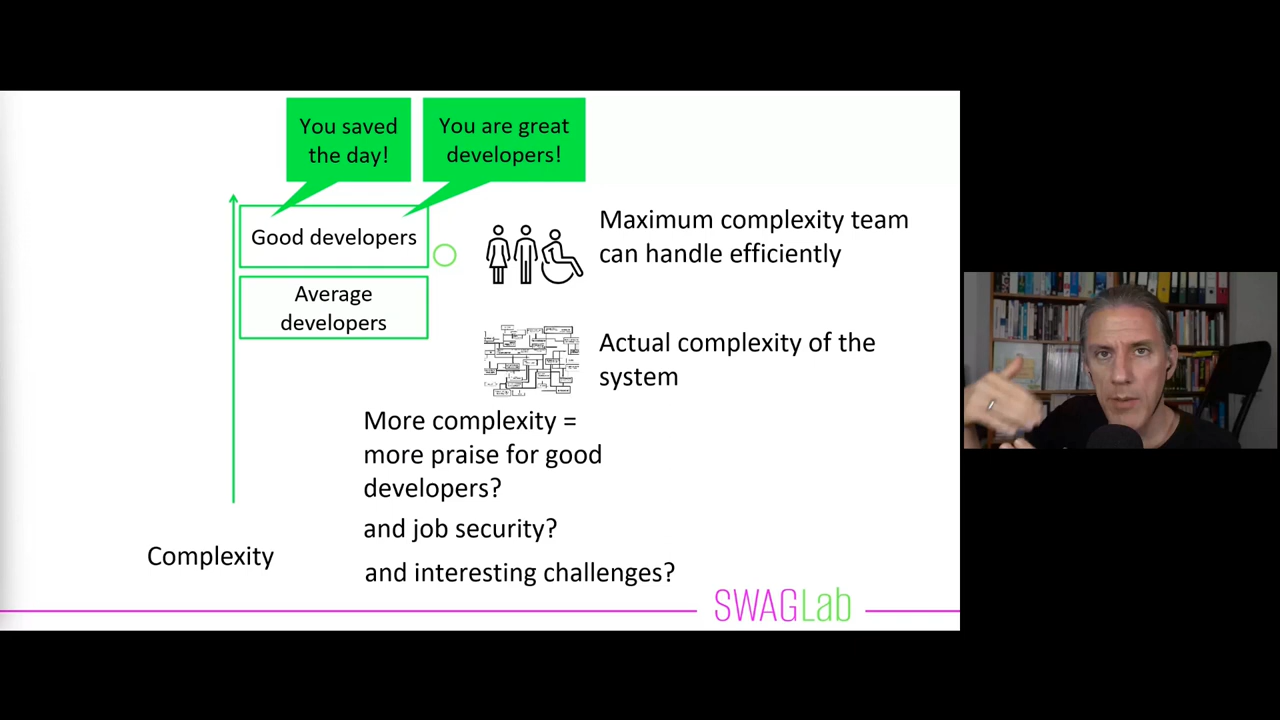 You saved
the day!
You are great
developers!
Good developers
Average
developers
Maximum complexity team
can handle efficiently
Actual complexity of the
system
More complexity =
more praise for good
developers?
and job security?
and interesting challenges?
Complexity
SWAGLab